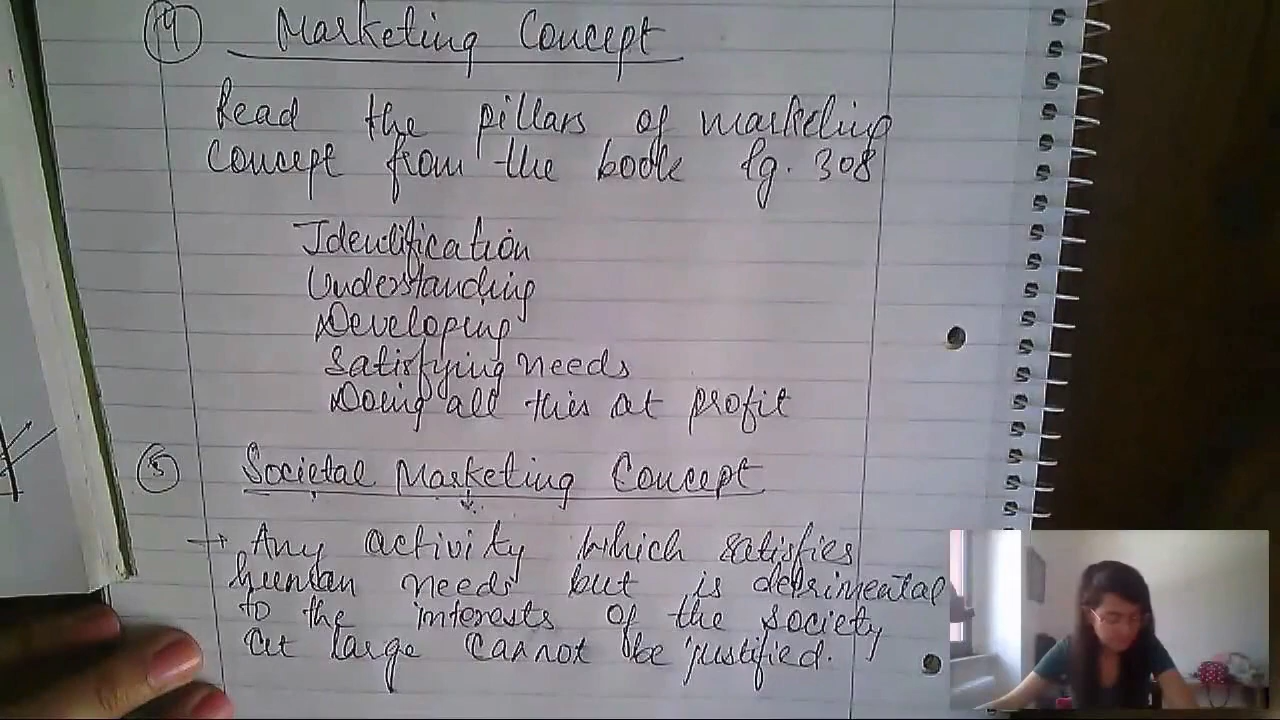 ④ Marketing Concept
Read the pillars of marketing
concept from the book Pg. 308
Identification
Understanding
Developing
Satisfying needs
Doing all this at profit
⑤ Societal Marketing Concept
→ Any activity which satisfies
human needs but is detrimental
to the interests of the society
at large cannot be justified.